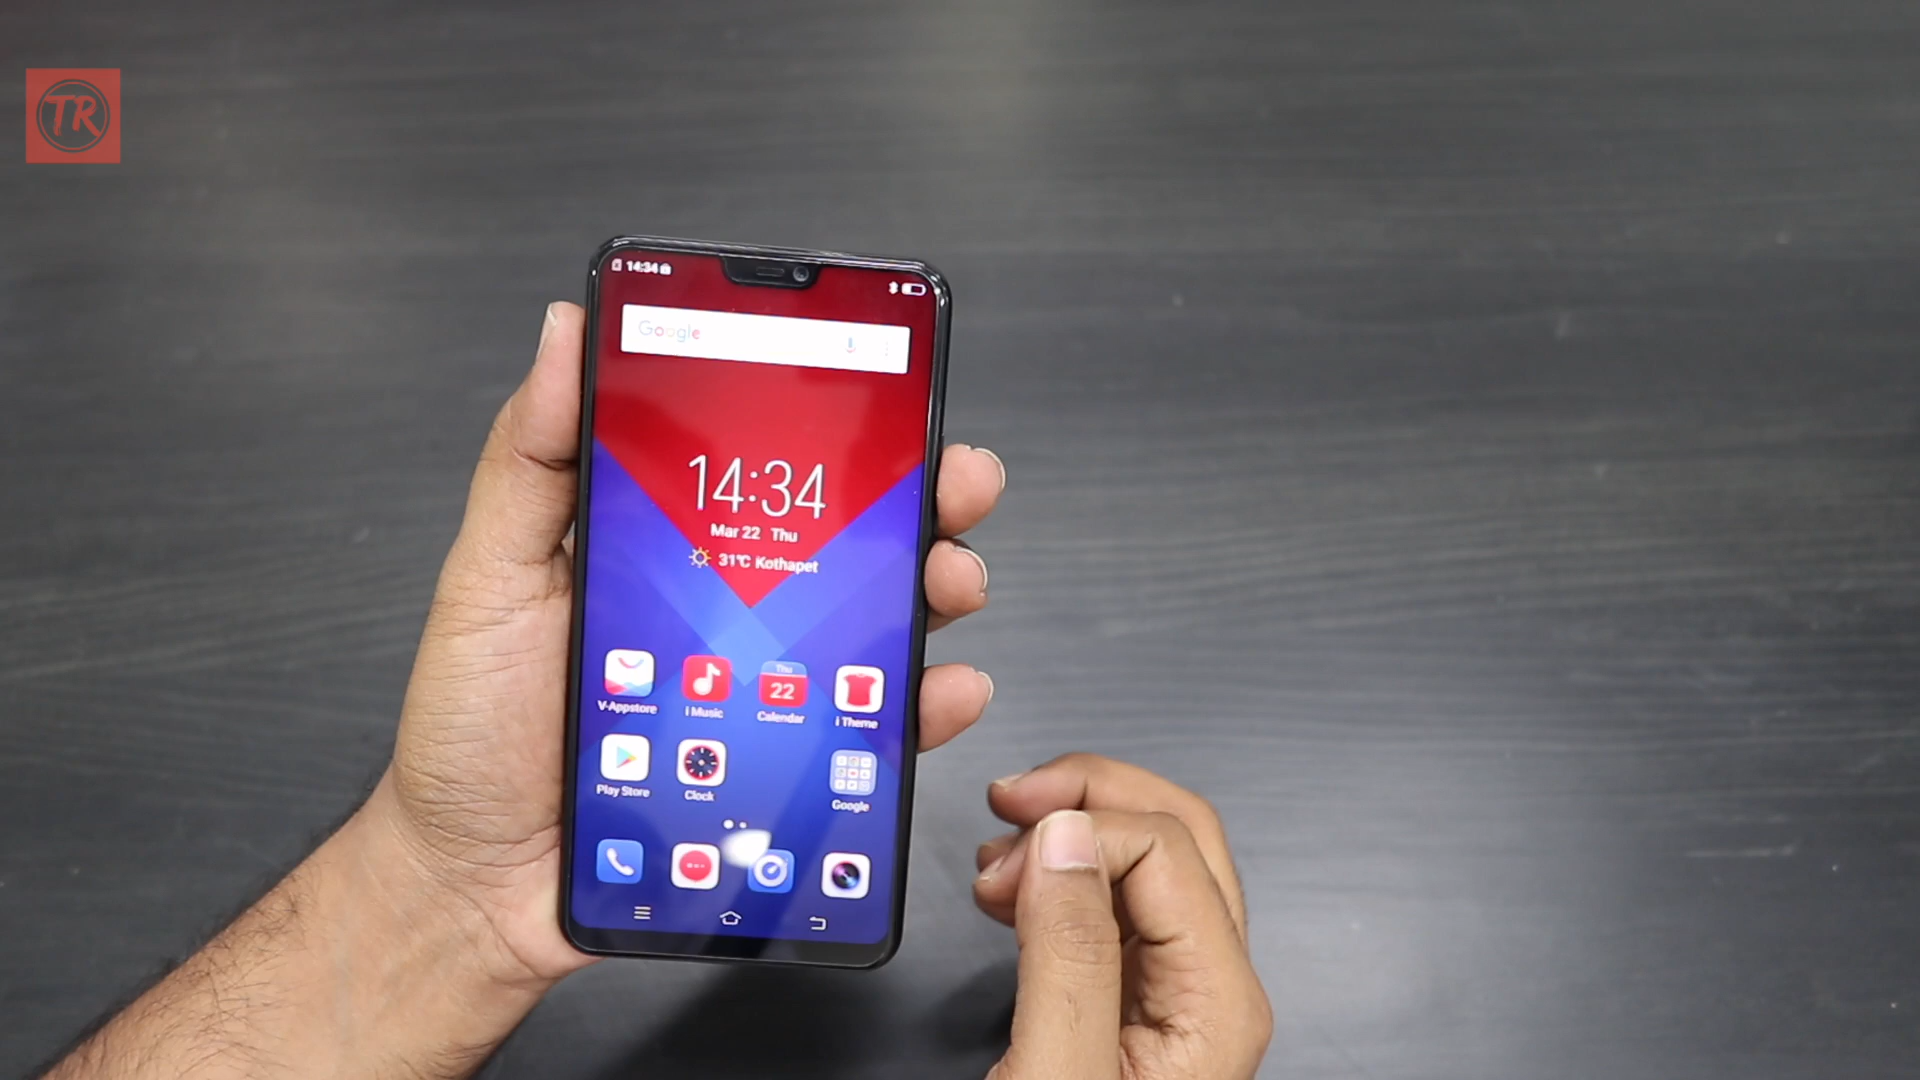 TR
14:34
Google
14:34
Mar 22 Thu
31℃ Kothapet
Thu
22
V-Appstore
i Music
Calendar
i Theme
Play Store
Clock
Google